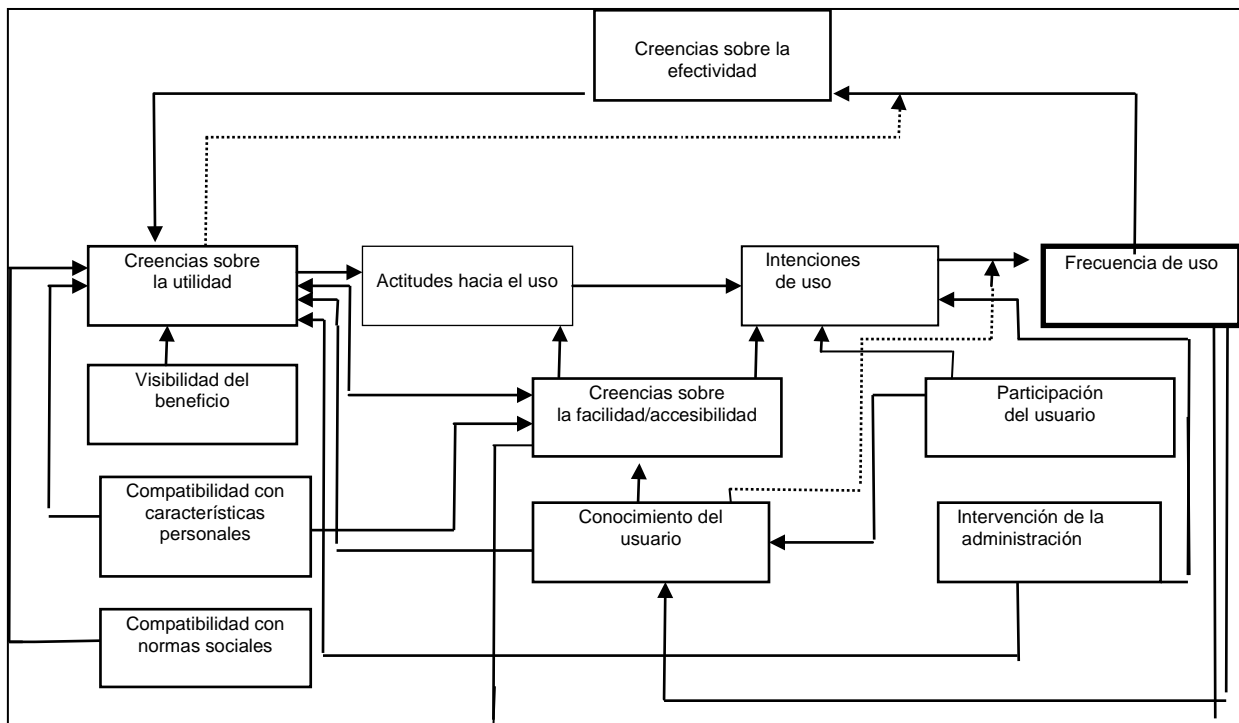 Creencias sobre la
efectividad
Creencias sobre
la utilidad
Actitudes hacia el uso
Intenciones
de uso
Frecuencia de uso
Visibilidad del
beneficio
Creencias sobre
la facilidad/accesibilidad
Participación
del usuario
Compatibilidad con
características
personales
Conocimiento del
usuario
Intervención de la
administración
Compatibilidad con
normas sociales